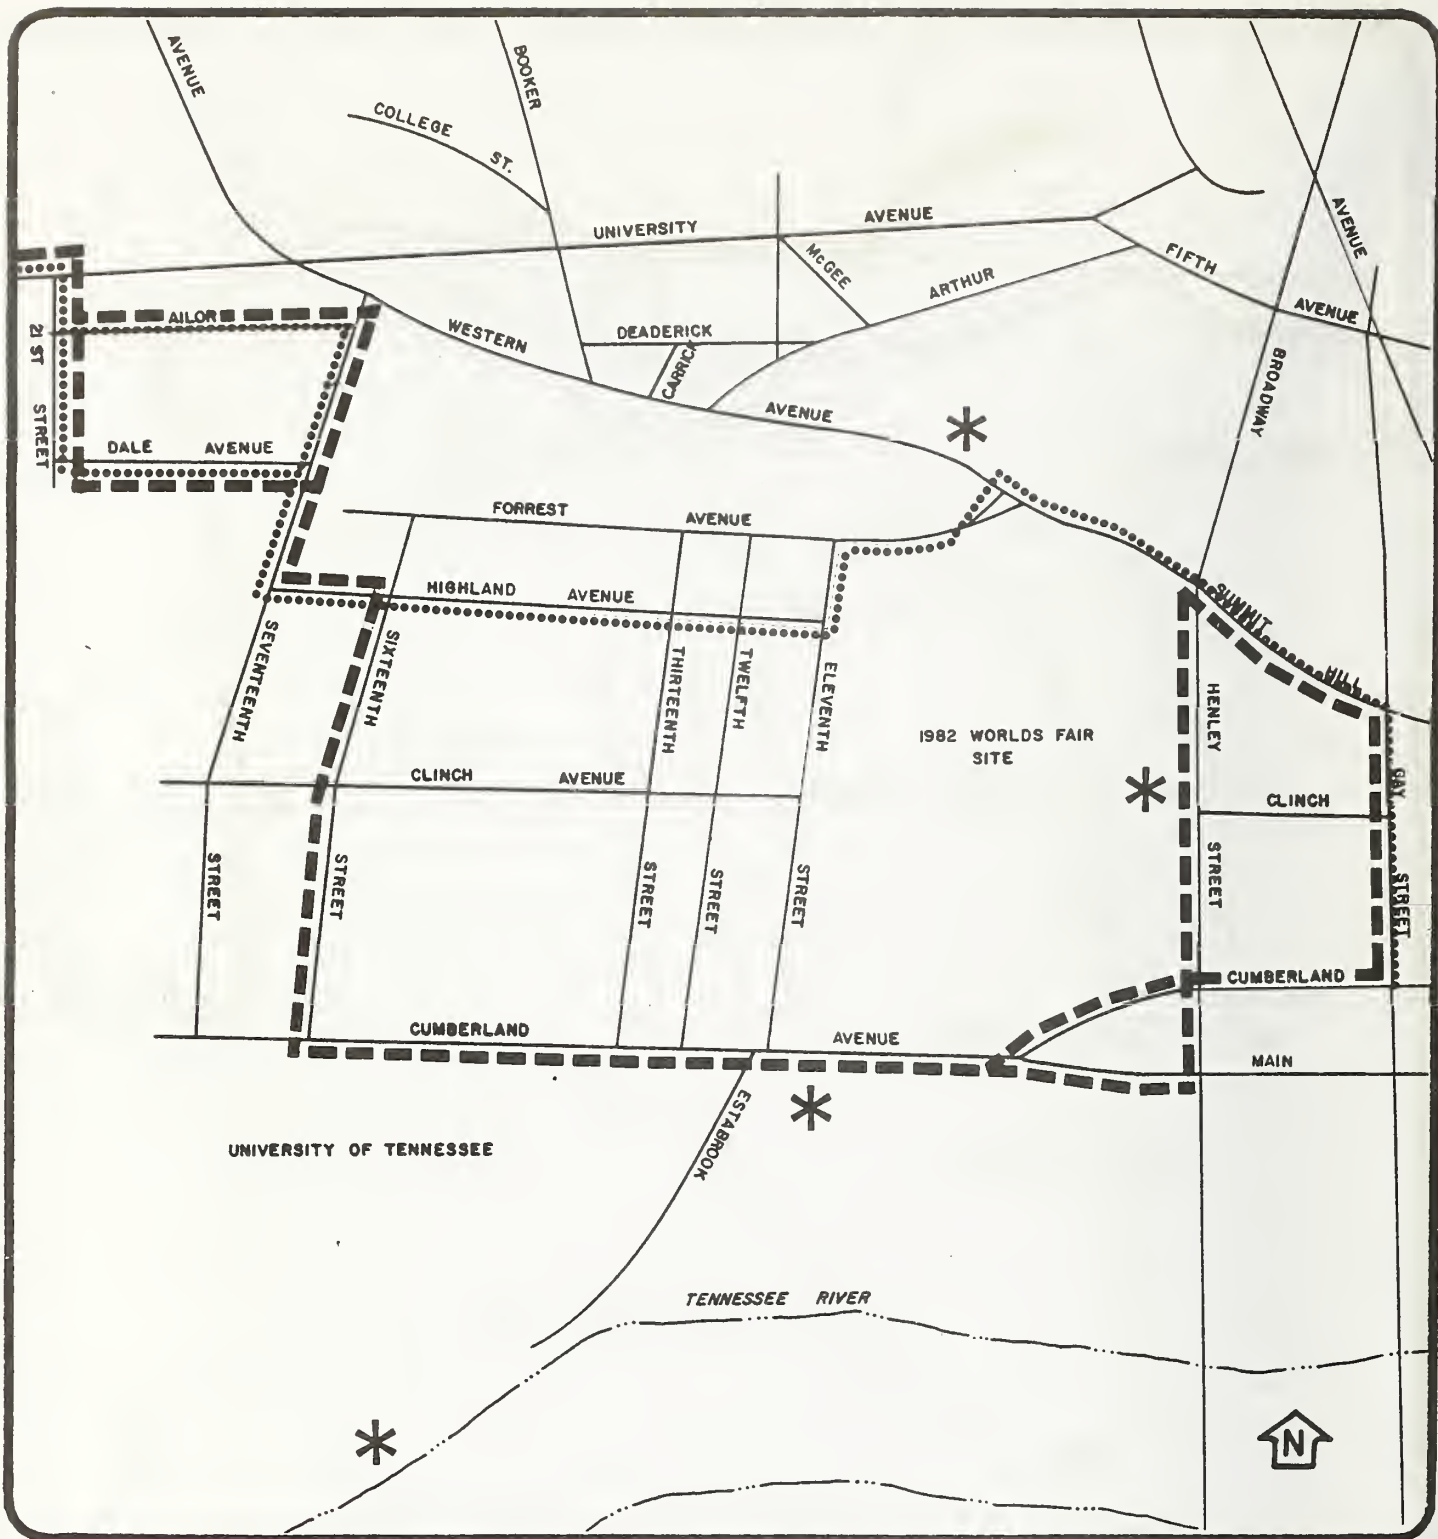 AVENUE
BOOKER
COLLEGE ST.
UNIVERSITY AVENUE
McGEE
ARTHUR
FIFTH AVENUE
AVENUE
AILOR
21 ST STREET
WESTERN AVENUE
DEADERICK
CARRICK
BROADWAY
DALE AVENUE
FORREST AVENUE
HIGHLAND AVENUE
SUMMIT HILL
SEVENTEENTH STREET
SIXTEENTH STREET
THIRTEENTH STREET
TWELFTH STREET
ELEVENTH STREET
1982 WORLDS FAIR
SITE
HENLEY STREET
GAY STREET
CLINCH AVENUE
CLINCH
CUMBERLAND
CUMBERLAND AVENUE
MAIN
ESTABROOK
UNIVERSITY OF TENNESSEE
TENNESSEE RIVER
N